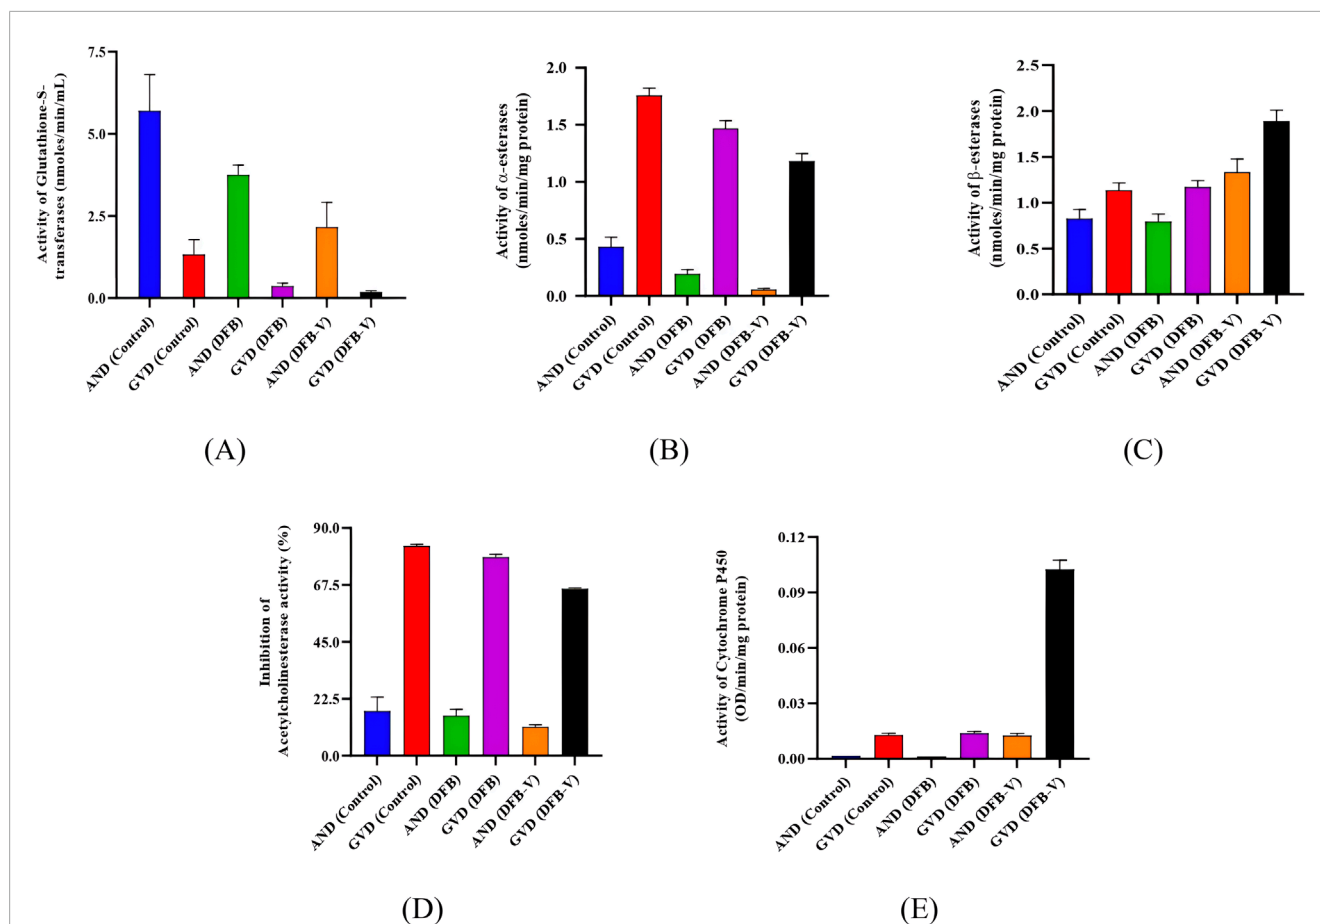 Activity of Glutathione-S-
transferases (nmoles/min/mL)
7.5
5.0
2.5
0.0
AND (Control)
GVD (Control)
AND (DFB)
GVD (DFB)
AND (DFB-V)
GVD (DFB-V)
(A)
Activity of α-esterases
(nmoles/min/mg protein)
2.0
1.5
1.0
0.5
0.0
AND (Control)
GVD (Control)
AND (DFB)
GVD (DFB)
AND (DFB-V)
GVD (DFB-V)
(B)
Activity of β-esterases
(nmoles/min/mg protein)
2.5
2.0
1.5
1.0
0.5
0.0
AND (Control)
GVD (Control)
AND (DFB)
GVD (DFB)
AND (DFB-V)
GVD (DFB-V)
(C)
Inhibition of
Acetylcholinesterase activity (%)
90.0
67.5
45.0
22.5
0.0
AND (Control)
GVD (Control)
AND (DFB)
GVD (DFB)
AND (DFB-V)
GVD (DFB-V)
(D)
Activity of Cytochrome P450
(OD/min/mg protein)
0.12
0.09
0.06
0.03
0.00
AND (Control)
GVD (Control)
AND (DFB)
GVD (DFB)
AND (DFB-V)
GVD (DFB-V)
(E)